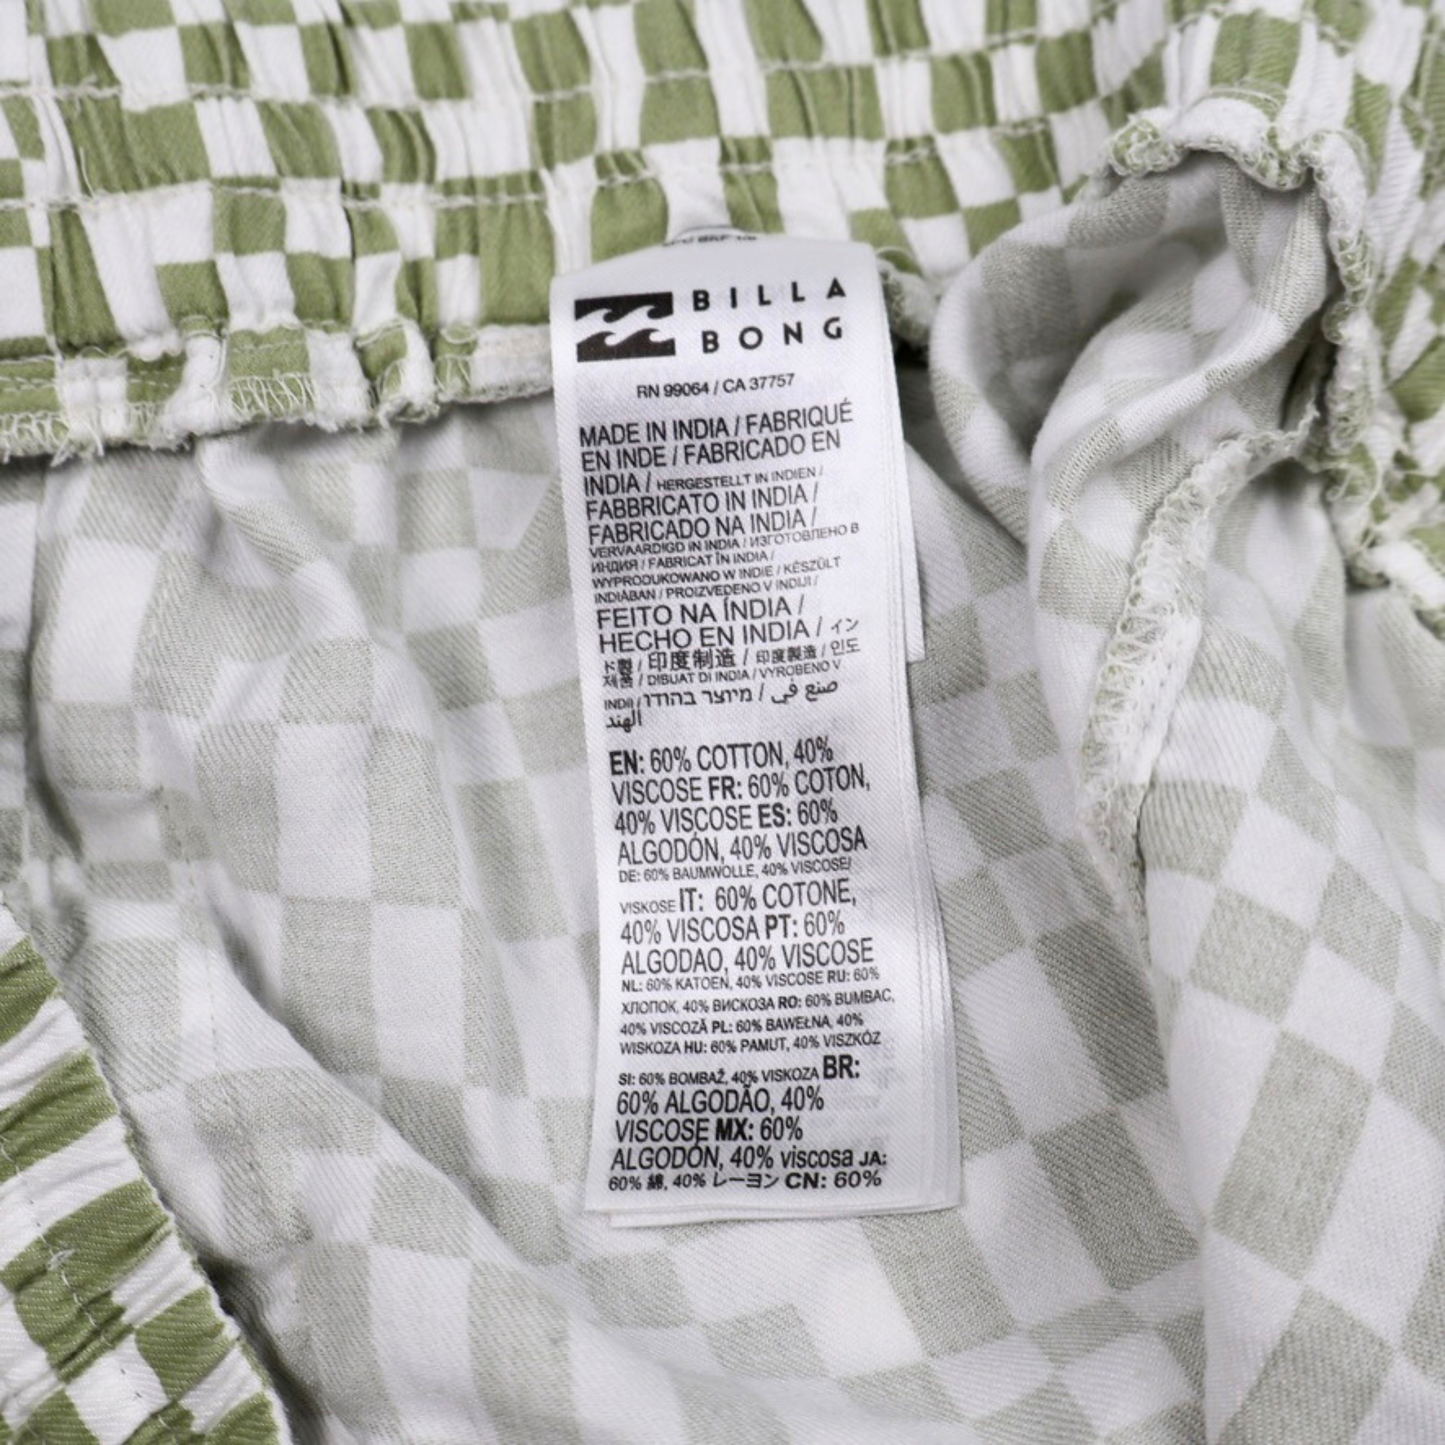 BILLA
BONG
RN 99064 / CA 37757
MADE IN INDIA / FABRIQUÉ
EN INDE / FABRICADO EN
INDIA / HERGESTELLT IN INDIEN /
FABBRICATO IN INDIA /
FABRICADO NA INDIA /
VERVAARDIGD IN INDIA / ИЗГОТОВЛЕНО В
ИНДИЯ / FABRICAT ÎN INDIA /
WYPRODUKOWANO W INDIE / KÉSZÜLT
INDIÁBAN / PROIZVEDENO V INDIJI /
FEITO NA ÍNDIA /
HECHO EN INDIA / イン
ド製 / 印度制造 / 印度製造 / 인도
제품 / DIBUAT DI INDIA / VYROBENO V
INDII / מיוצר בהודו / صنع في
الهند
EN: 60% COTTON, 40%
VISCOSE FR: 60% COTON,
40% VISCOSE ES: 60%
ALGODÓN, 40% VISCOSA
DE: 60% BAUMWOLLE, 40% VISCOSE/
VISKOSE IT: 60% COTONE,
40% VISCOSA PT: 60%
ALGODAO, 40% VISCOSE
NL: 60% KATOEN, 40% VISCOSE RU: 60%
ХЛОПОК, 40% ВИСКОЗА RO: 60% BUMBAC,
40% VISCOZĂ PL: 60% BAWEŁNA, 40%
WISKOZA HU: 60% PAMUT, 40% VISZKÓZ
SI: 60% BOMBAŽ, 40% VISKOZA BR:
60% ALGODÃO, 40%
VISCOSE MX: 60%
ALGODÓN, 40% viscosa JA:
60% 綿, 40% レーヨン CN: 60%